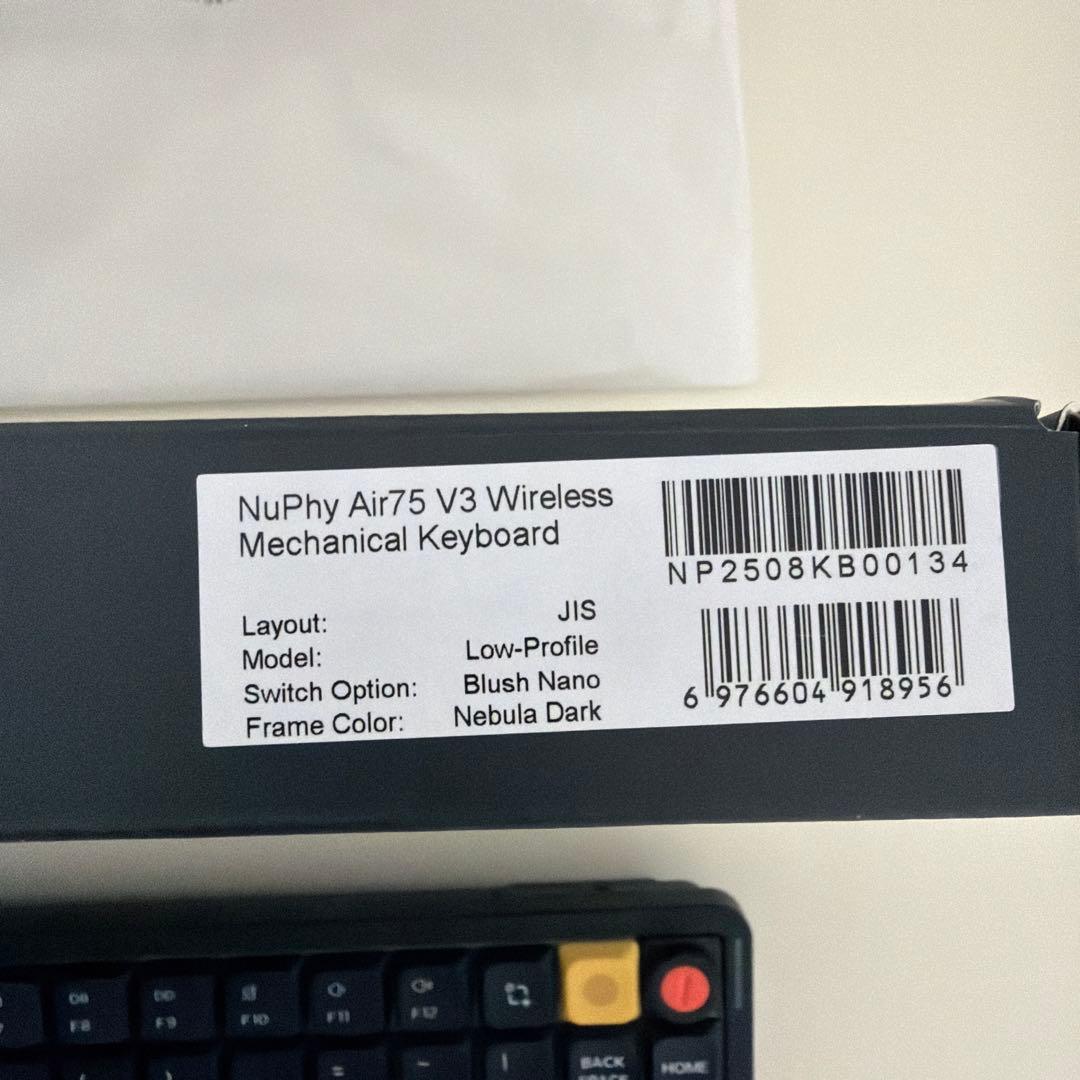 NuPhy Air75 V3 Wireless
Mechanical Keyboard
Layout: JIS
Model: Low-Profile
Switch Option: Blush Nano
Frame Color: Nebula Dark
NP2508KB00134
6 976604 918956
F8 F9 F10 F11 F12
BACK HOME
SPACE